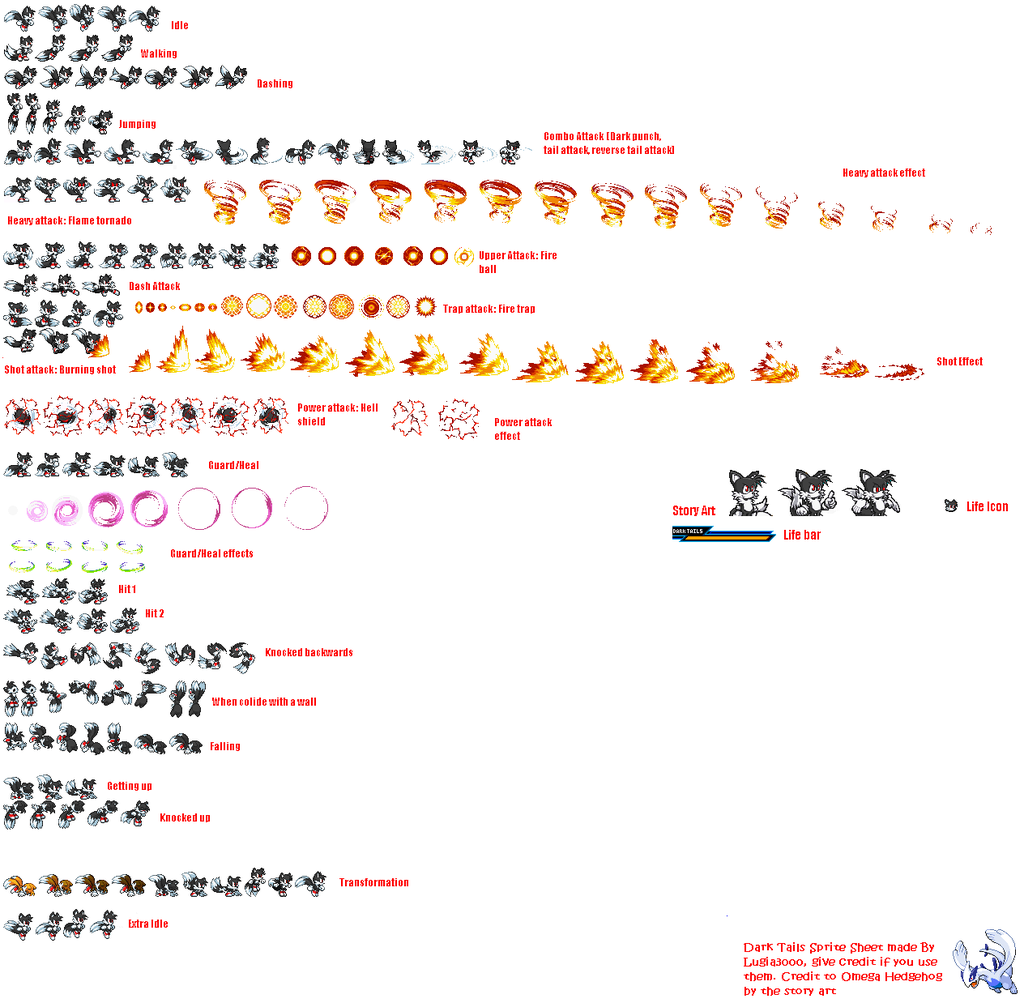 Idle
Walking
Dashing
Jumping
Combo Attack (Dark punch,
tail attack, reverse tail attack)
Heavy attack effect
Heavy attack: Flame tornado
Upper Attack: Fire
ball
Dash Attack
Trap attack: Fire trap
Shot attack: Burning shot
Shot Effect
Power attack: Hell
shield
Power attack
effect
Guard/Heal
Story Art
Life Icon
DARK TAILS
Life bar
Guard/Heal effects
Hit 1
Hit 2
Knocked backwards
When colide with a wall
Falling
Getting up
Knocked up
Transformation
Extra Idle
Dark Tails Sprite Sheet made By
Lugia3000, give credit if you use
them. Credit to Omega Hedgehog
by the story art